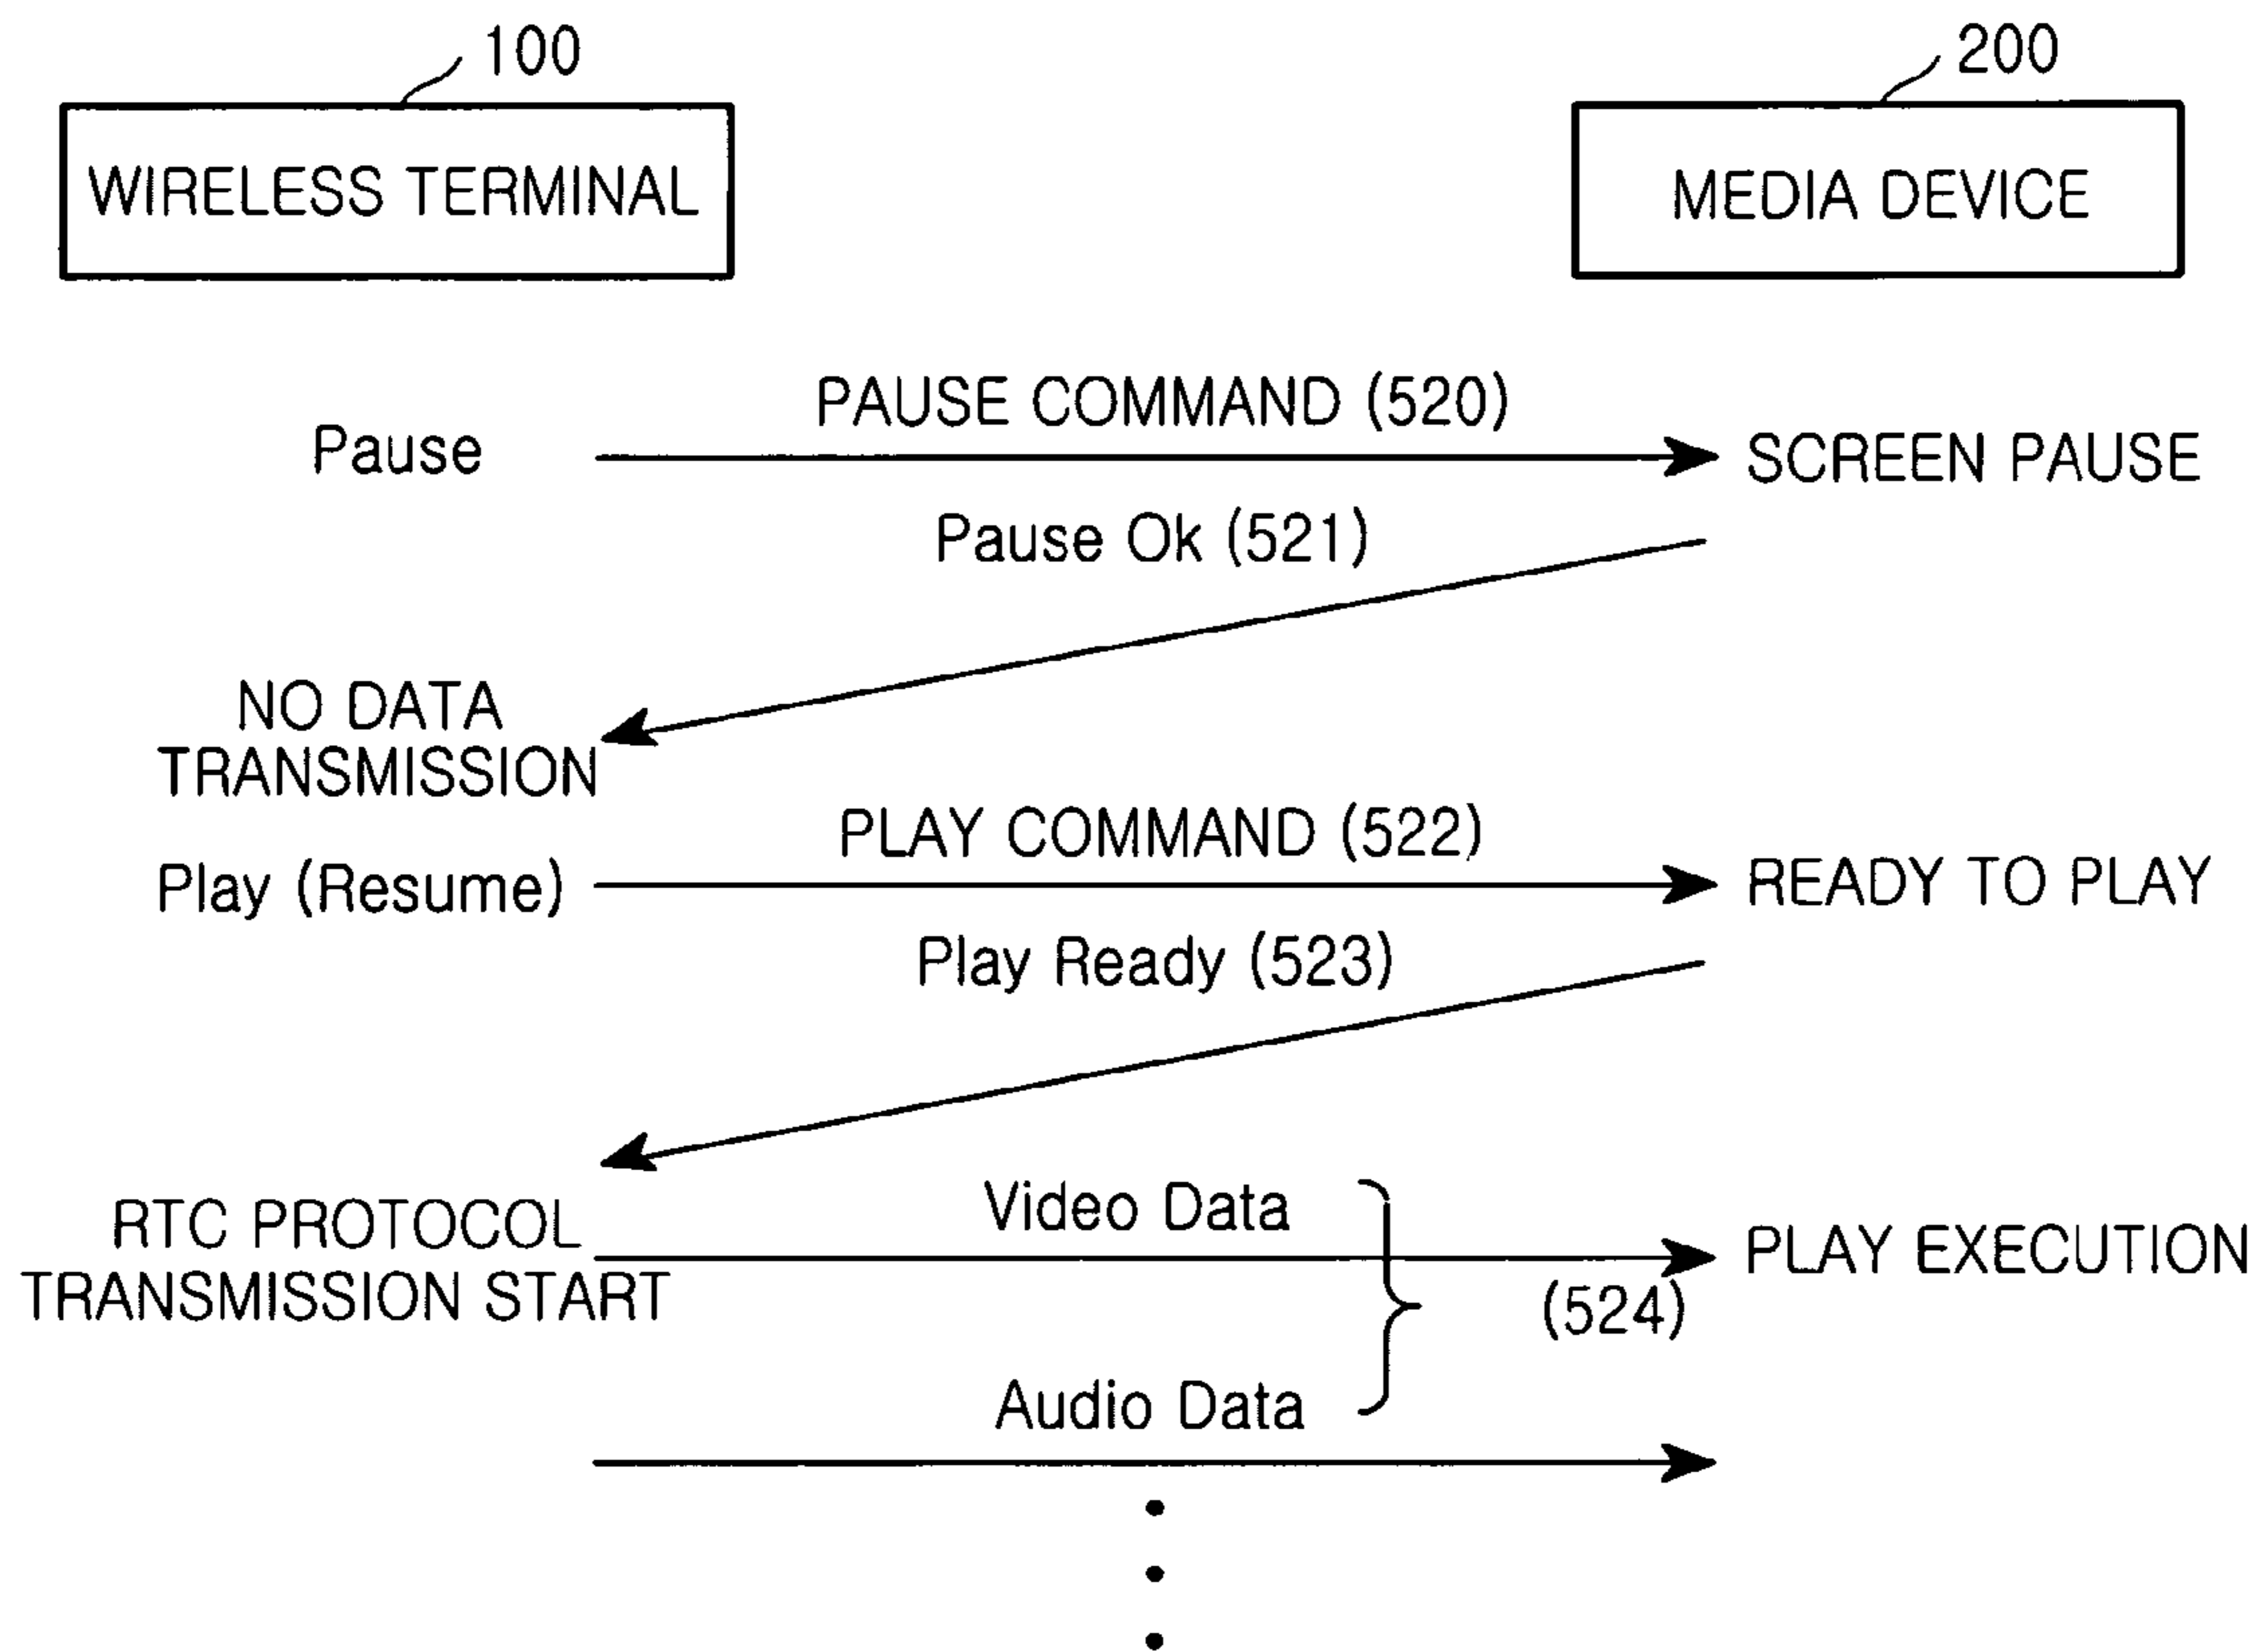 100
200
WIRELESS TERMINAL
MEDIA DEVICE
PAUSE COMMAND (520)
Pause
SCREEN PAUSE
Pause Ok (521)
NO DATA
TRANSMISSION
PLAY COMMAND (522)
Play (Resume)
READY TO PLAY
Play Ready (523)
Video Data
RTC PROTOCOL
TRANSMISSION START
PLAY EXECUTION
(524)
Audio Data